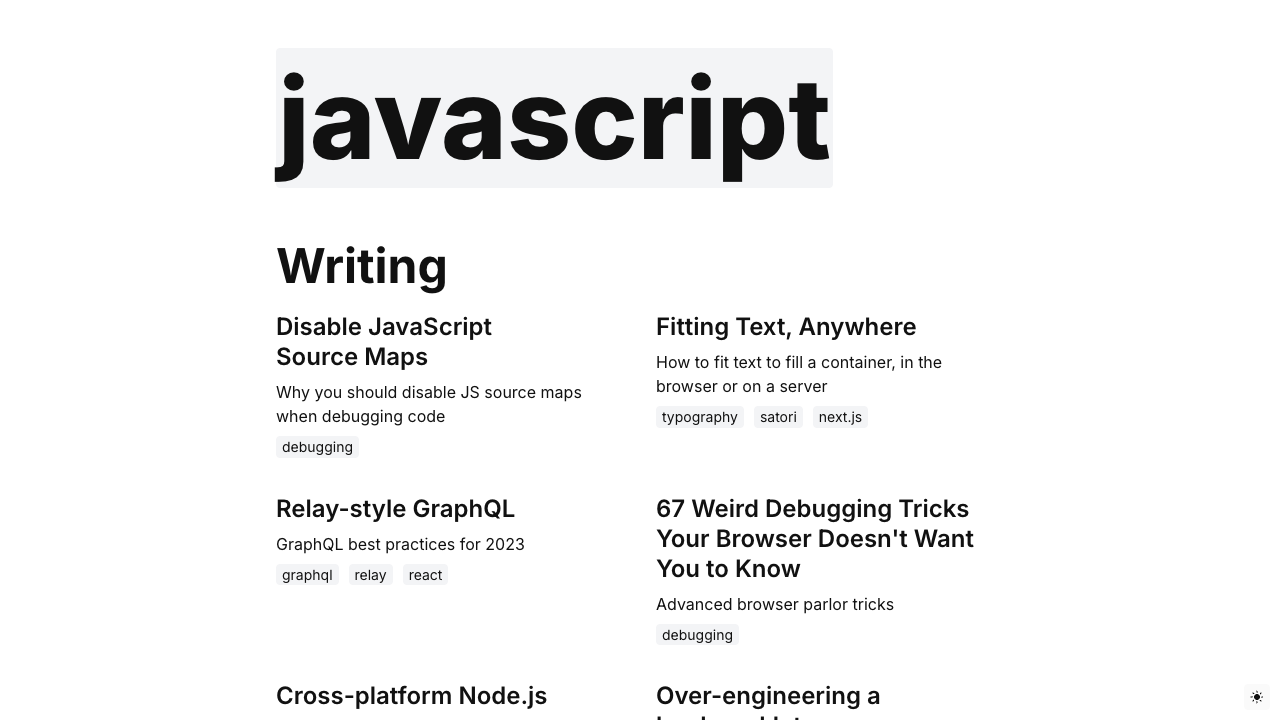 javascript
Writing
Disable JavaScript
Source Maps
Why you should disable JS source maps
when debugging code
debugging
Fitting Text, Anywhere
How to fit text to fill a container, in the
browser or on a server
typography satori next.js
Relay-style GraphQL
GraphQL best practices for 2023
graphql relay react
67 Weird Debugging Tricks
Your Browser Doesn't Want
You to Know
Advanced browser parlor tricks
debugging
Cross-platform Node.js
Over-engineering a